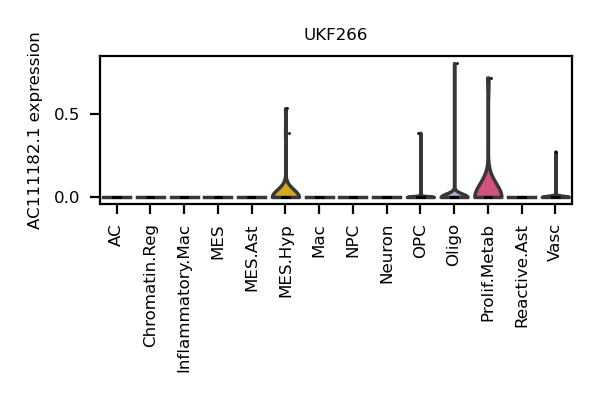 UKF266
AC111182.1 expression
0.5
0.0
AC
Chromatin.Reg
Inflammatory.Mac
MES
MES.Ast
MES.Hyp
Mac
NPC
Neuron
OPC
Oligo
Prolif.Metab
Reactive.Ast
Vasc